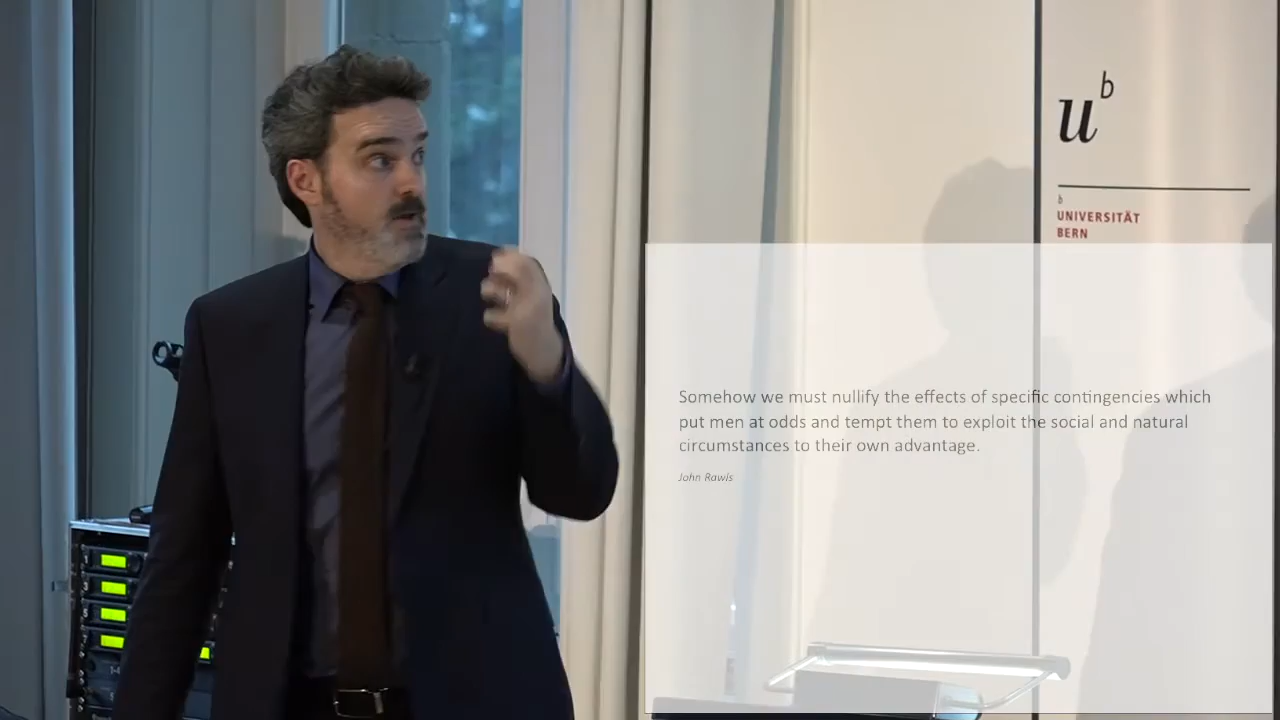 u^b
b
UNIVERSITÄT
BERN
Somehow we must nullify the effects of specific contingencies which
put men at odds and tempt them to exploit the social and natural
circumstances to their own advantage.
John Rawls